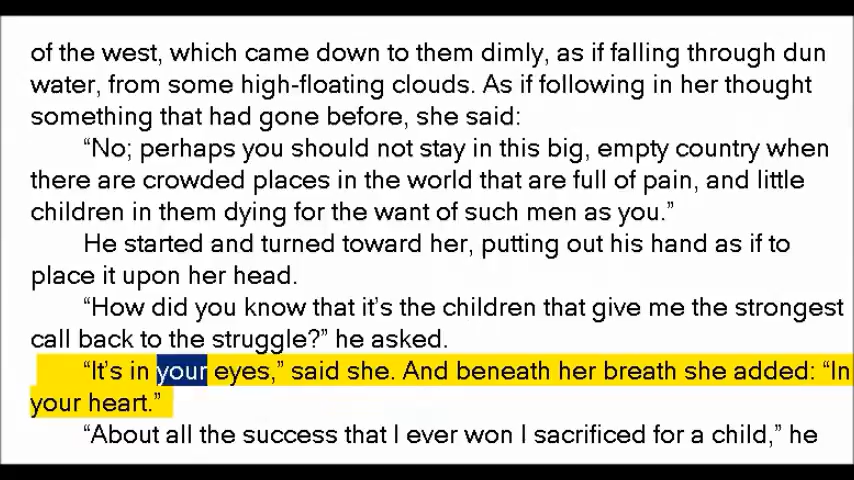 of the west, which came down to them dimly, as if falling through dun
water, from some high-floating clouds. As if following in her thought
something that had gone before, she said:
“No; perhaps you should not stay in this big, empty country when
there are crowded places in the world that are full of pain, and little
children in them dying for the want of such men as you.”
He started and turned toward her, putting out his hand as if to
place it upon her head.
“How did you know that it’s the children that give me the strongest
call back to the struggle?” he asked.
“It’s in your eyes,” said she. And beneath her breath she added: “In
your heart.”
“About all the success that I ever won I sacrificed for a child,” he